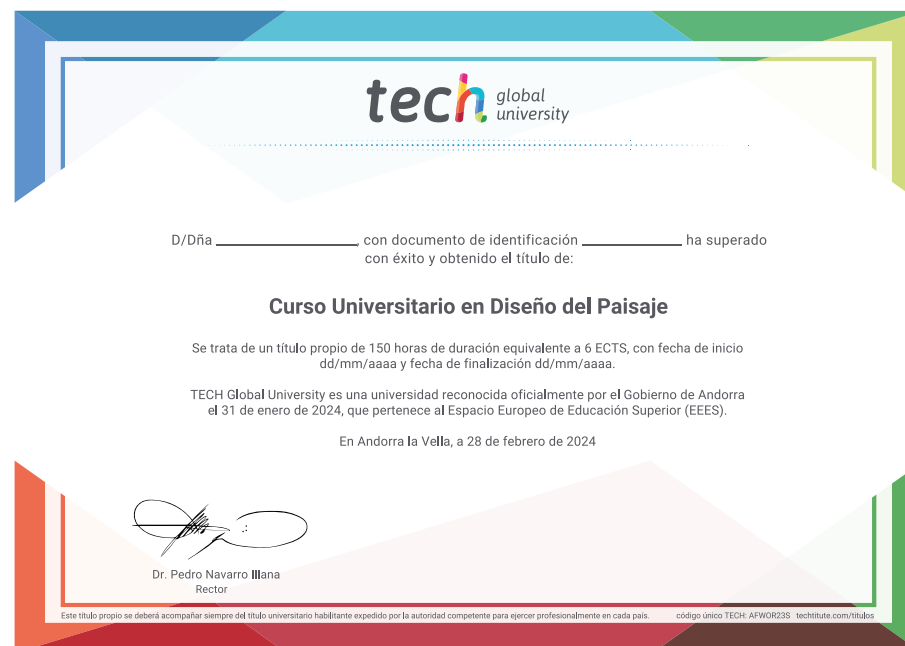 tech global university
D/Dña ____________________, con documento de identificación ______________ ha superado
con éxito y obtenido el título de:
Curso Universitario en Diseño del Paisaje
Se trata de un título propio de 150 horas de duración equivalente a 6 ECTS, con fecha de inicio
dd/mm/aaaa y fecha de finalización dd/mm/aaaa.
TECH Global University es una universidad reconocida oficialmente por el Gobierno de Andorra
el 31 de enero de 2024, que pertenece al Espacio Europeo de Educación Superior (EEES).
En Andorra la Vella, a 28 de febrero de 2024
Dr. Pedro Navarro Illana
Rector
Este título propio se deberá acompañar siempre del título universitario habilitante expedido por la autoridad competente para ejercer profesionalmente en cada país. código único TECH: AFWOR23S techtitute.com/titulos